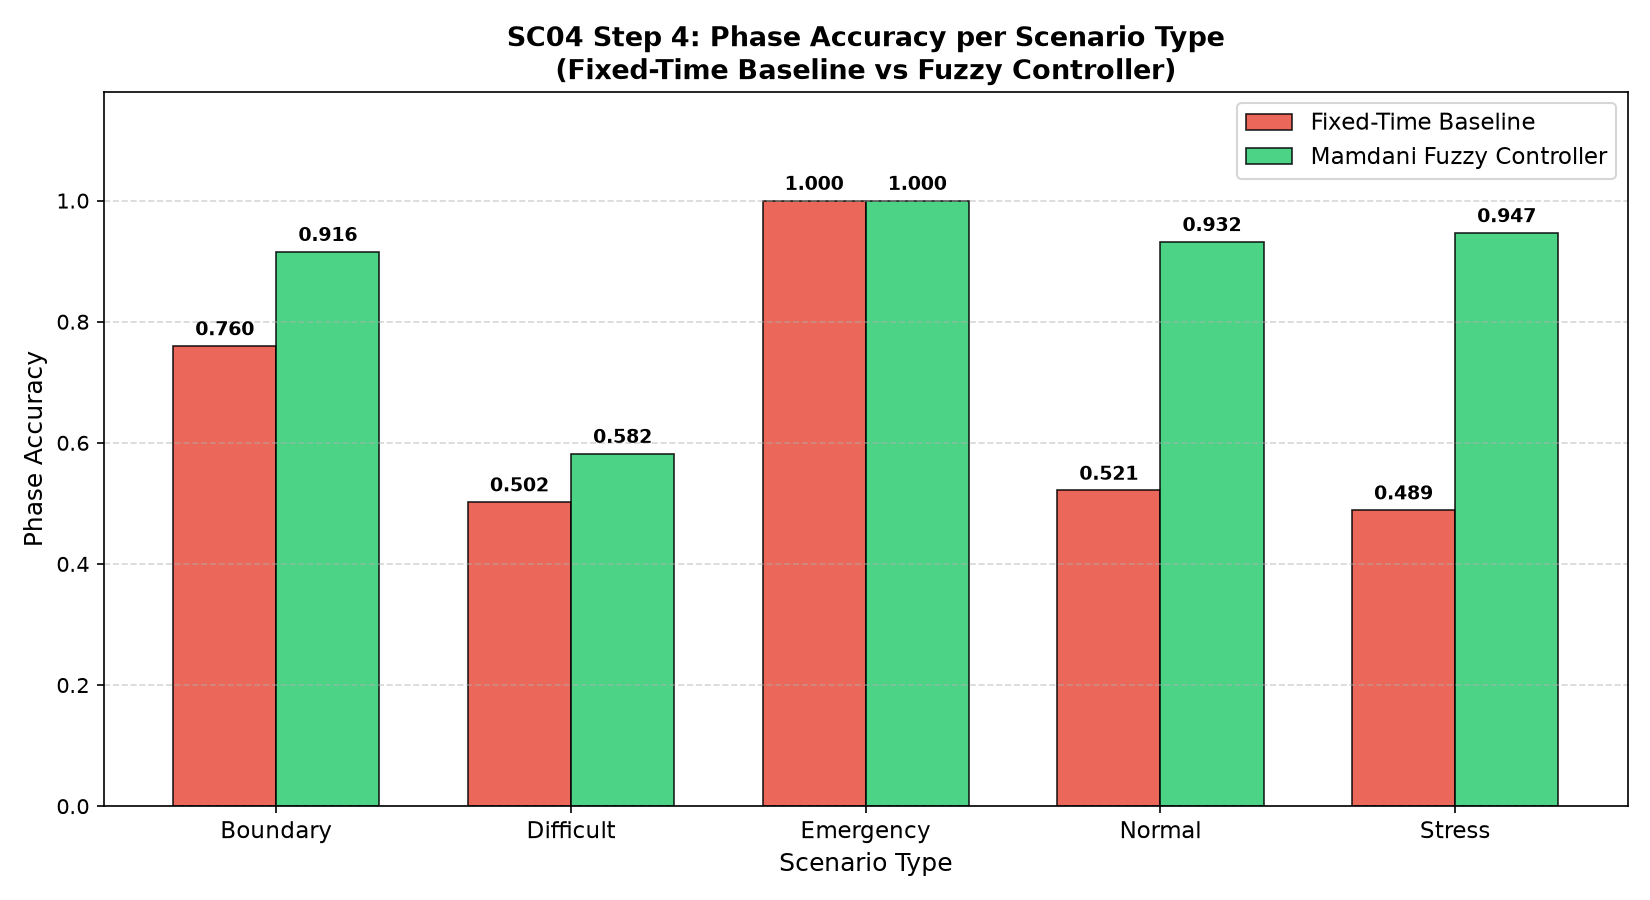 SC04 Step 4: Phase Accuracy per Scenario Type
(Fixed-Time Baseline vs Fuzzy Controller)
Fixed-Time Baseline
Mamdani Fuzzy Controller
Phase Accuracy
1.0
0.8
0.6
0.4
0.2
0.0
0.760
0.916
0.502
0.582
1.000
1.000
0.521
0.932
0.489
0.947
Boundary
Difficult
Emergency
Normal
Stress
Scenario Type